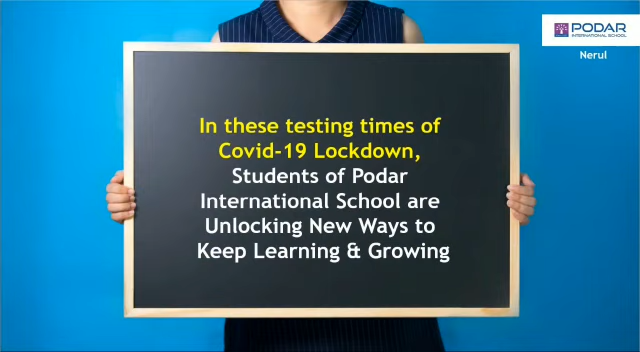 PODAR
INTERNATIONAL SCHOOL
Nerul
In these testing times of
Covid-19 Lockdown,
Students of Podar
International School are
Unlocking New Ways to
Keep Learning & Growing